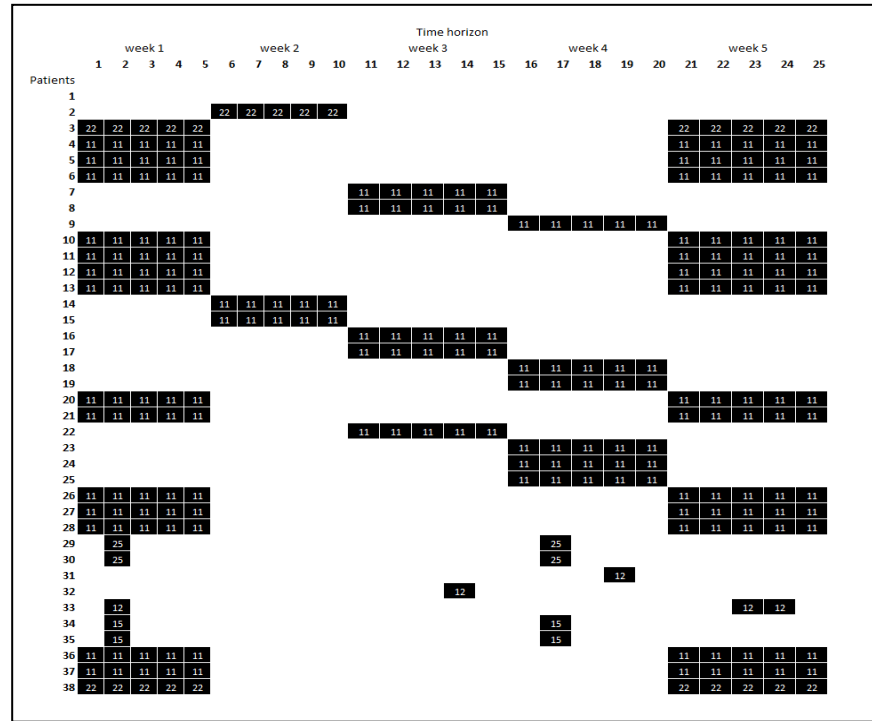 Time horizon
week 1 week 2 week 3 week 4 week 5
1 2 3 4 5 6 7 8 9 10 11 12 13 14 15 16 17 18 19 20 21 22 23 24 25
Patients
1
2 22 22 22 22 22
3 22 22 22 22 22 22 22 22 22 22
4 11 11 11 11 11 11 11 11 11 11
5 11 11 11 11 11 11 11 11 11 11
6 11 11 11 11 11 11 11 11 11 11
7 11 11 11 11 11
8 11 11 11 11 11
9 11 11 11 11 11
10 11 11 11 11 11 11 11 11 11 11
11 11 11 11 11 11 11 11 11 11 11
12 11 11 11 11 11 11 11 11 11 11
13 11 11 11 11 11 11 11 11 11 11
14 11 11 11 11 11
15 11 11 11 11 11
16 11 11 11 11 11
17 11 11 11 11 11
18 11 11 11 11 11
19 11 11 11 11 11
20 11 11 11 11 11 11 11 11 11 11
21 11 11 11 11 11 11 11 11 11 11
22 11 11 11 11 11
23 11 11 11 11 11
24 11 11 11 11 11
25 11 11 11 11 11
26 11 11 11 11 11 11 11 11 11 11
27 11 11 11 11 11 11 11 11 11 11
28 11 11 11 11 11 11 11 11 11 11
29 25 25
30 25 25
31 12
32 12
33 12 12 12
34 15 15
35 15 15
36 11 11 11 11 11 11 11 11 11 11
37 11 11 11 11 11 11 11 11 11 11
38 22 22 22 22 22 22 22 22 22 22